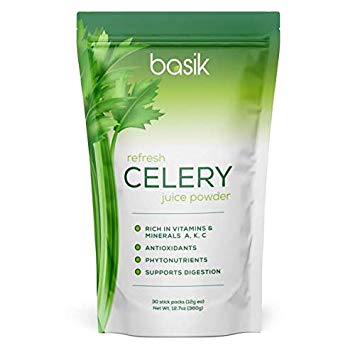 basik
refresh
CELERY
juice powder
RICH IN VITAMINS &
MINERALS A, K, C
ANTIOXIDANTS
PHYTONUTRIENTS
SUPPORTS DIGESTION
30 stick packs (12g ea)
Net Wt. 12.7oz (360g)